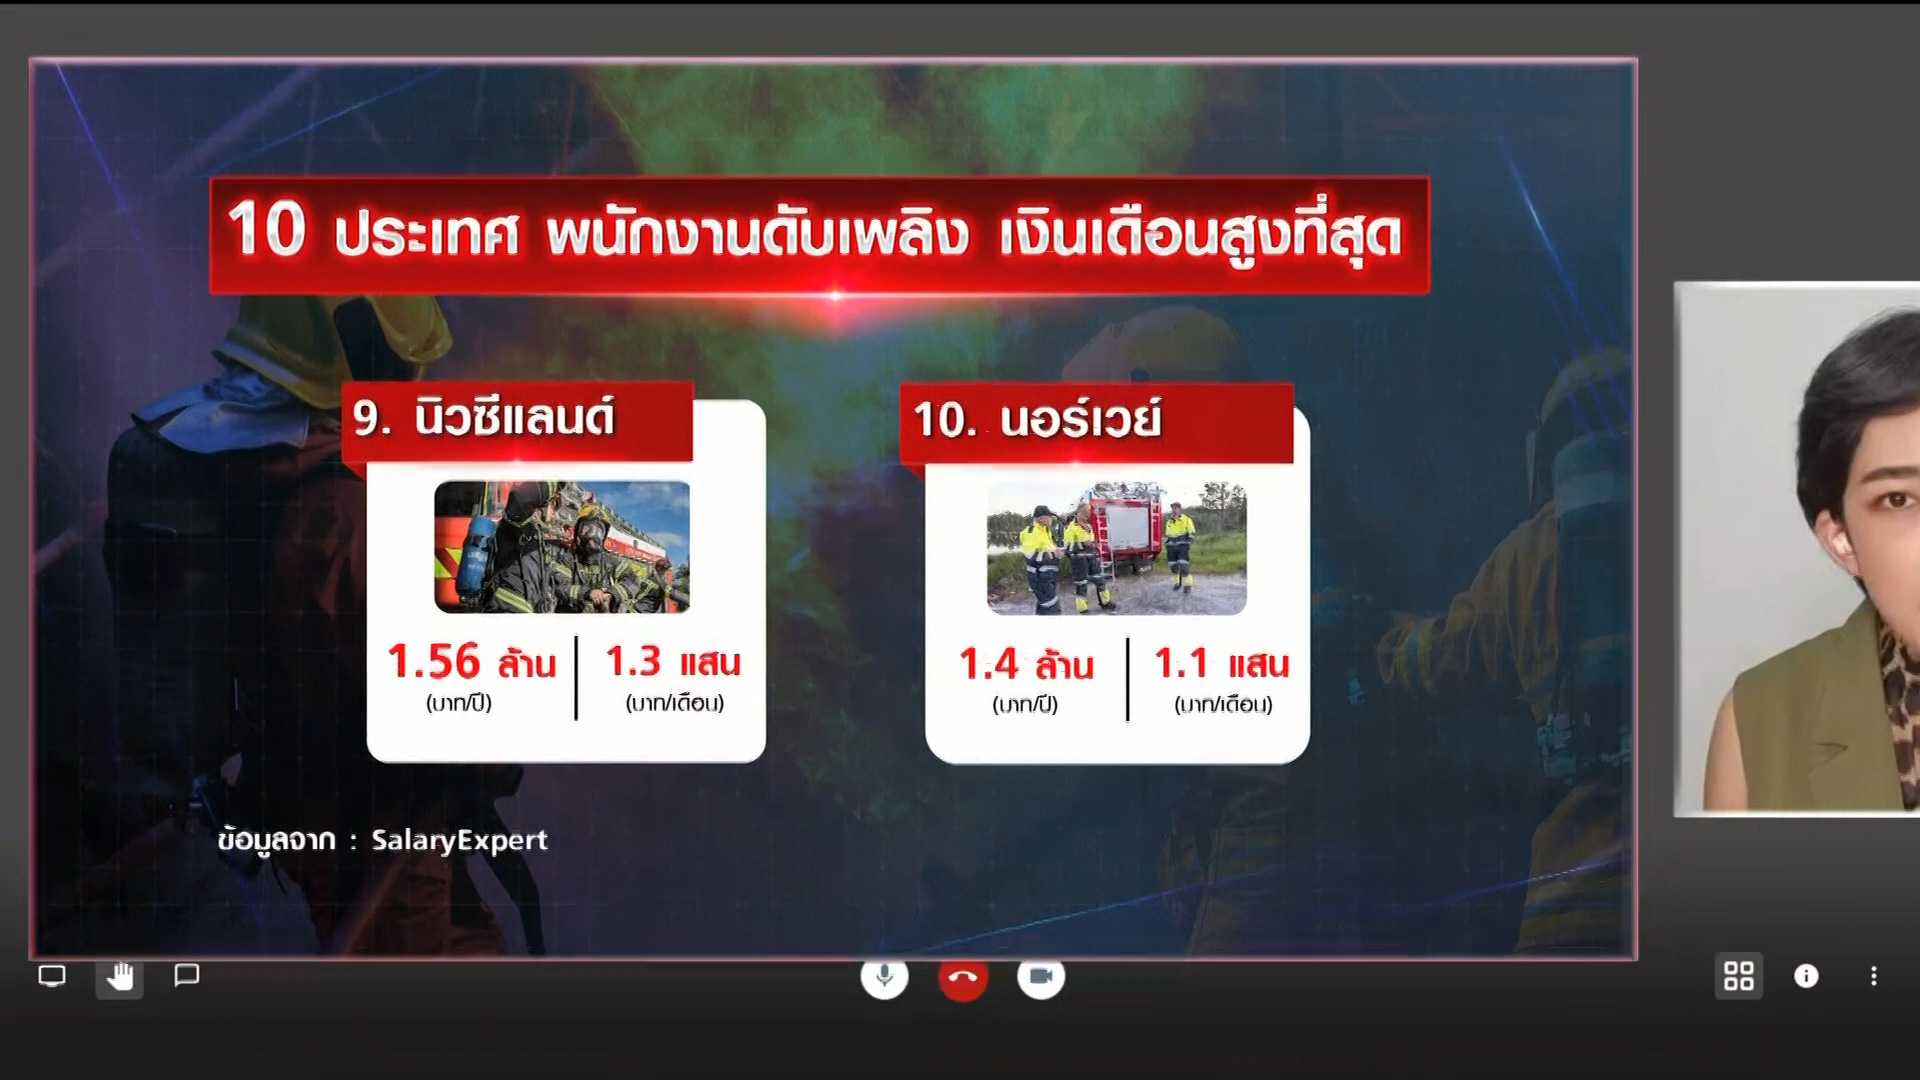 10 ประเทศ พนักงานดับเพลิง เงินเดือนสูงที่สุด
9. นิวซีแลนด์
1.56 ล้าน
(บาท/ปี)
1.3 แสน
(บาท/เดือน)
10. นอร์เวย์
1.4 ล้าน
(บาท/ปี)
1.1 แสน
(บาท/เดือน)
ข้อมูลจาก : SalaryExpert